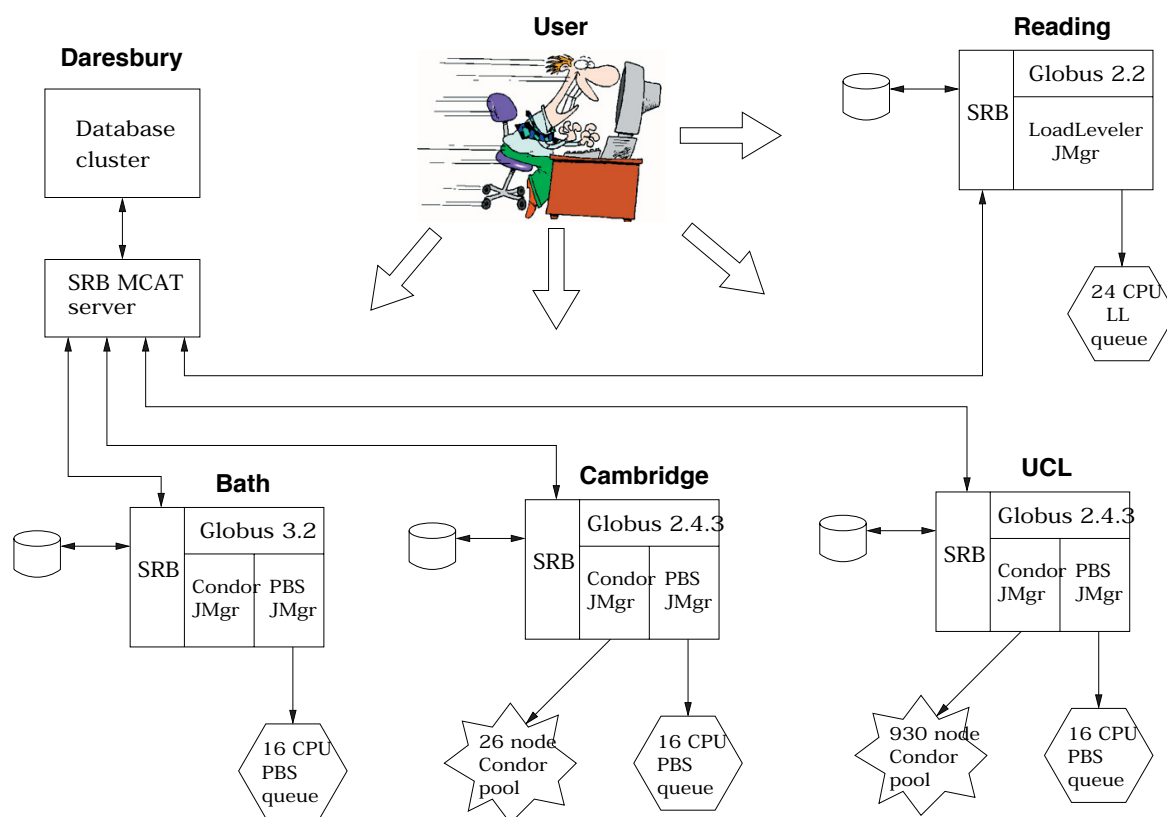 User
Daresbury
Database
cluster
SRB MCAT
server
Reading
SRB
Globus 2.2
LoadLeveler
JMgr
24 CPU
LL
queue
Bath
SRB
Globus 3.2
Condor
JMgr
PBS
JMgr
16 CPU
PBS
queue
Cambridge
SRB
Globus 2.4.3
Condor
JMgr
PBS
JMgr
26 node
Condor
pool
16 CPU
PBS
queue
UCL
SRB
Globus 2.4.3
Condor
JMgr
PBS
JMgr
930 node
Condor
pool
16 CPU
PBS
queue